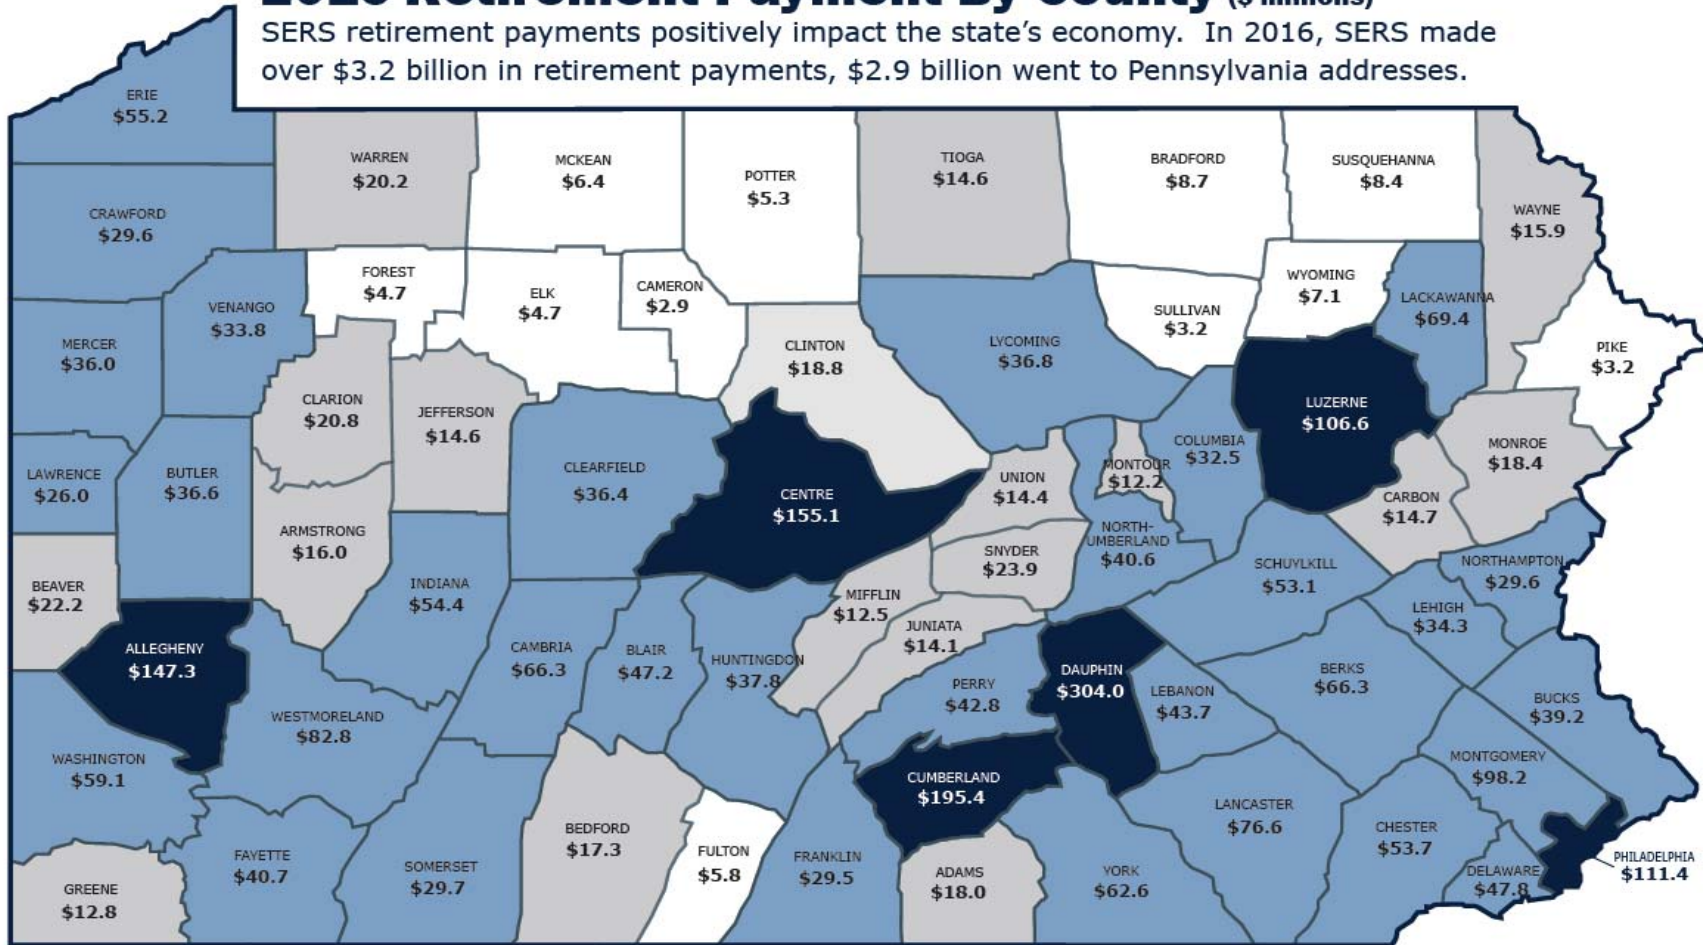 2016 Retirement Payment By County ($ millions)
SERS retirement payments positively impact the state's economy.  In 2016, SERS made
over $3.2 billion in retirement payments, $2.9 billion went to Pennsylvania addresses.
ERIE
$55.2
WARREN
$20.2
MCKEAN
$6.4
POTTER
$5.3
TIOGA
$14.6
BRADFORD
$8.7
SUSQUEHANNA
$8.4
WAYNE
$15.9
CRAWFORD
$29.6
FOREST
$4.7
ELK
$4.7
CAMERON
$2.9
WYOMING
$7.1
LACKAWANNA
$69.4
VENANGO
$33.8
SULLIVAN
$3.2
MERCER
$36.0
CLINTON
$18.8
LYCOMING
$36.8
PIKE
$3.2
CLARION
$20.8
JEFFERSON
$14.6
LUZERNE
$106.6
COLUMBIA
$32.5
MONROE
$18.4
LAWRENCE
$26.0
BUTLER
$36.6
CLEARFIELD
$36.4
CENTRE
$155.1
UNION
$14.4
MONTOUR
$12.2
CARBON
$14.7
ARMSTRONG
$16.0
SNYDER
$23.9
NORTH-
UMBERLAND
$40.6
SCHUYLKILL
$53.1
NORTHAMPTON
$29.6
BEAVER
$22.2
INDIANA
$54.4
MIFFLIN
$12.5
LEHIGH
$34.3
ALLEGHENY
$147.3
CAMBRIA
$66.3
BLAIR
$47.2
HUNTINGDON
$37.8
JUNIATA
$14.1
PERRY
$42.8
DAUPHIN
$304.0
LEBANON
$43.7
BERKS
$66.3
BUCKS
$39.2
WESTMORELAND
$82.8
WASHINGTON
$59.1
CUMBERLAND
$195.4
MONTGOMERY
$98.2
LANCASTER
$76.6
CHESTER
$53.7
BEDFORD
$17.3
FULTON
$5.8
FAYETTE
$40.7
SOMERSET
$29.7
FRANKLIN
$29.5
ADAMS
$18.0
YORK
$62.6
DELAWARE
$47.8
PHILADELPHIA
$111.4
GREENE
$12.8